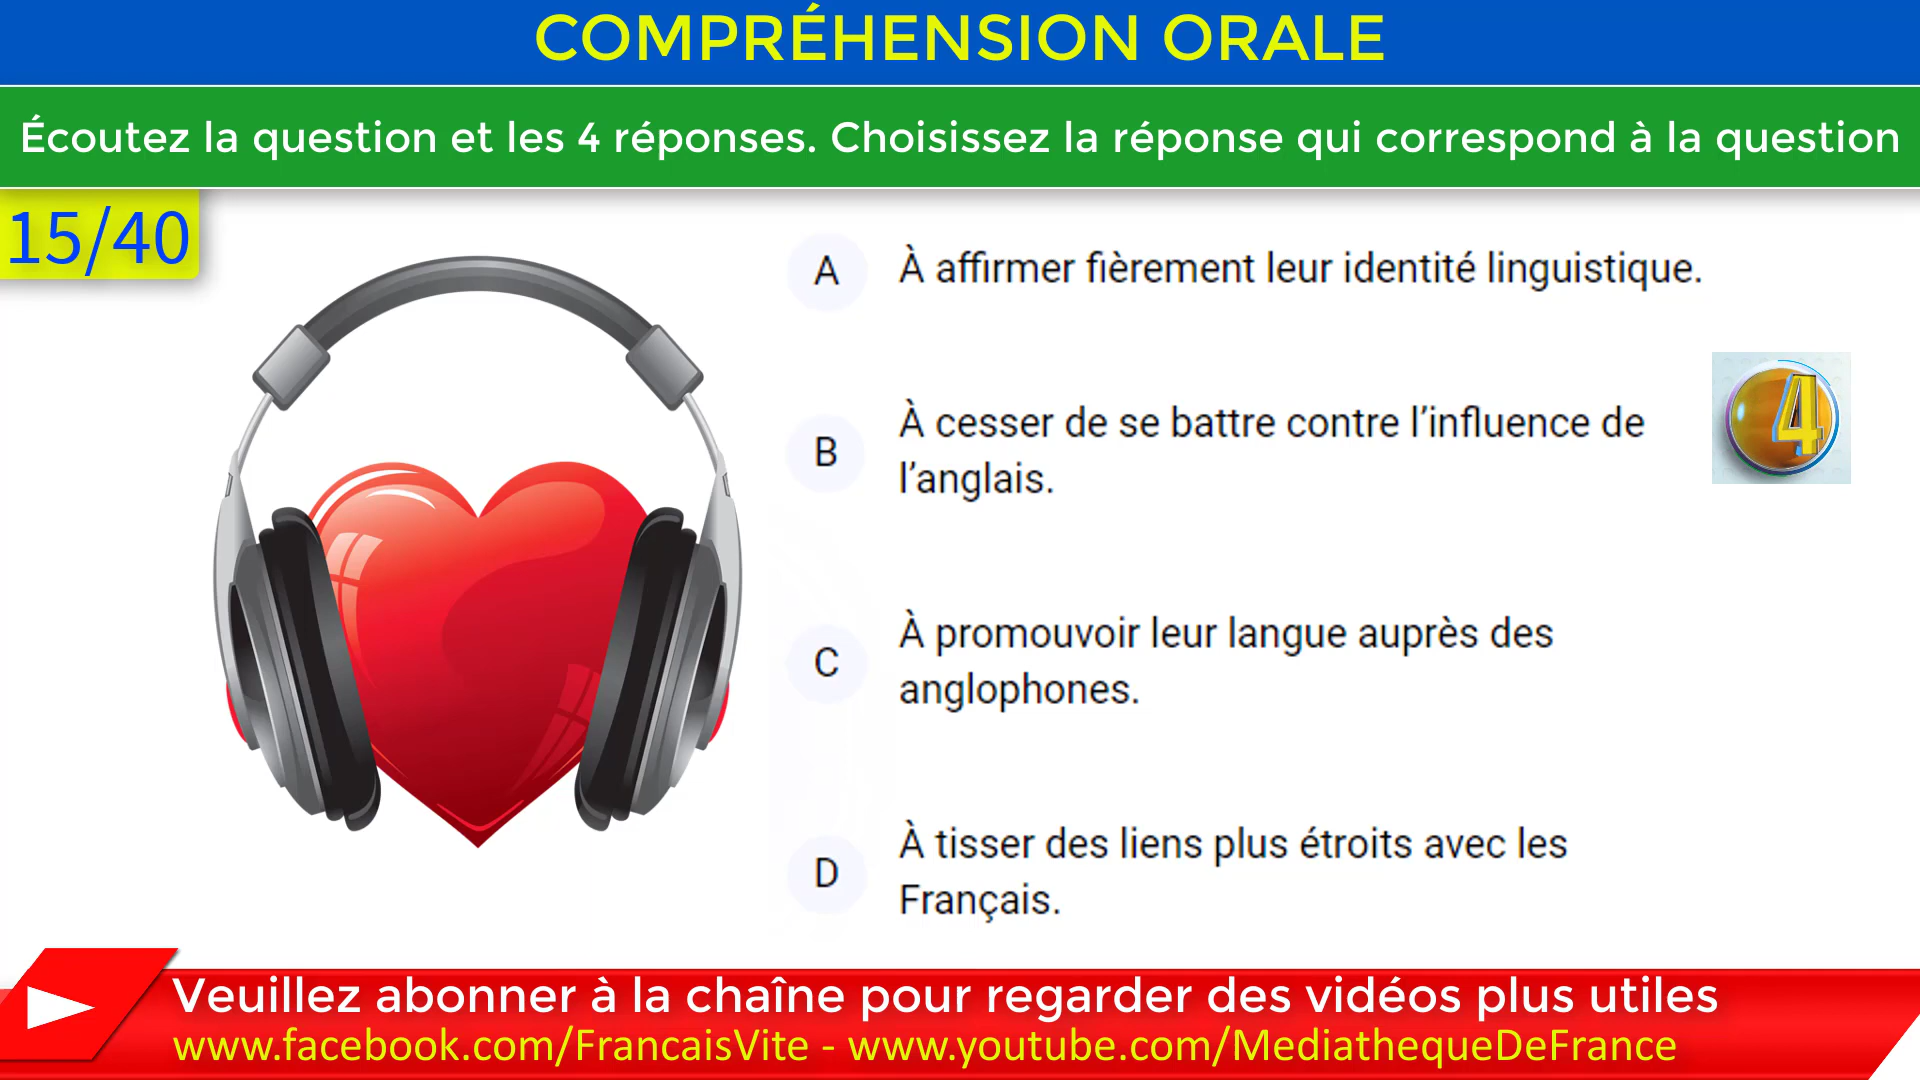 COMPRÉHENSION ORALE
Écoutez la question et les 4 réponses. Choisissez la réponse qui correspond à la question
15/40
A À affirmer fièrement leur identité linguistique.
B À cesser de se battre contre l’influence de
l’anglais.
4
C À promouvoir leur langue auprès des
anglophones.
D À tisser des liens plus étroits avec les
Français.
Veuillez abonner à la chaîne pour regarder des vidéos plus utiles
www.facebook.com/FrancaisVite - www.youtube.com/MediathequeDeFrance